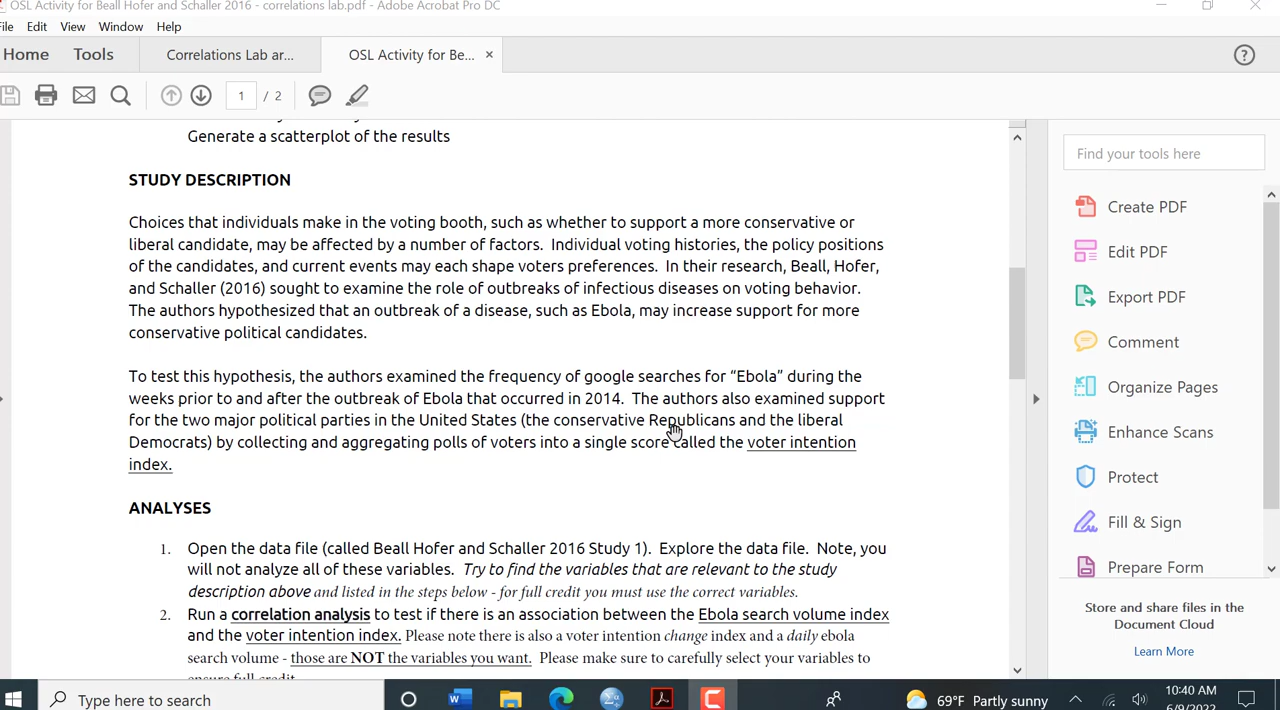 OSL Activity for Beall Hofer and Schaller 2016 - correlations lab.pdf - Adobe Acrobat Pro DC
File Edit View Window Help
Home Tools Correlations Lab ar... OSL Activity for Be... ×
1 / 2
Generate a scatterplot of the results
STUDY DESCRIPTION
Choices that individuals make in the voting booth, such as whether to support a more conservative or
liberal candidate, may be affected by a number of factors. Individual voting histories, the policy positions
of the candidates, and current events may each shape voters preferences. In their research, Beall, Hofer,
and Schaller (2016) sought to examine the role of outbreaks of infectious diseases on voting behavior.
The authors hypothesized that an outbreak of a disease, such as Ebola, may increase support for more
conservative political candidates.
To test this hypothesis, the authors examined the frequency of google searches for “Ebola” during the
weeks prior to and after the outbreak of Ebola that occurred in 2014. The authors also examined support
for the two major political parties in the United States (the conservative Republicans and the liberal
Democrats) by collecting and aggregating polls of voters into a single score called the voter intention
index.
ANALYSES
1. Open the data file (called Beall Hofer and Schaller 2016 Study 1). Explore the data file. Note, you
will not analyze all of these variables. Try to find the variables that are relevant to the study
description above and listed in the steps below - for full credit you must use the correct variables.
2. Run a correlation analysis to test if there is an association between the Ebola search volume index
and the voter intention index. Please note there is also a voter intention change index and a daily ebola
search volume - those are NOT the variables you want. Please make sure to carefully select your variables to
ensure full credit
Find your tools here
Create PDF
Edit PDF
Export PDF
Comment
Organize Pages
Enhance Scans
Protect
Fill & Sign
Prepare Form
Store and share files in the
Document Cloud
Learn More
Type here to search
69°F Partly sunny
10:40 AM
6/9/2022